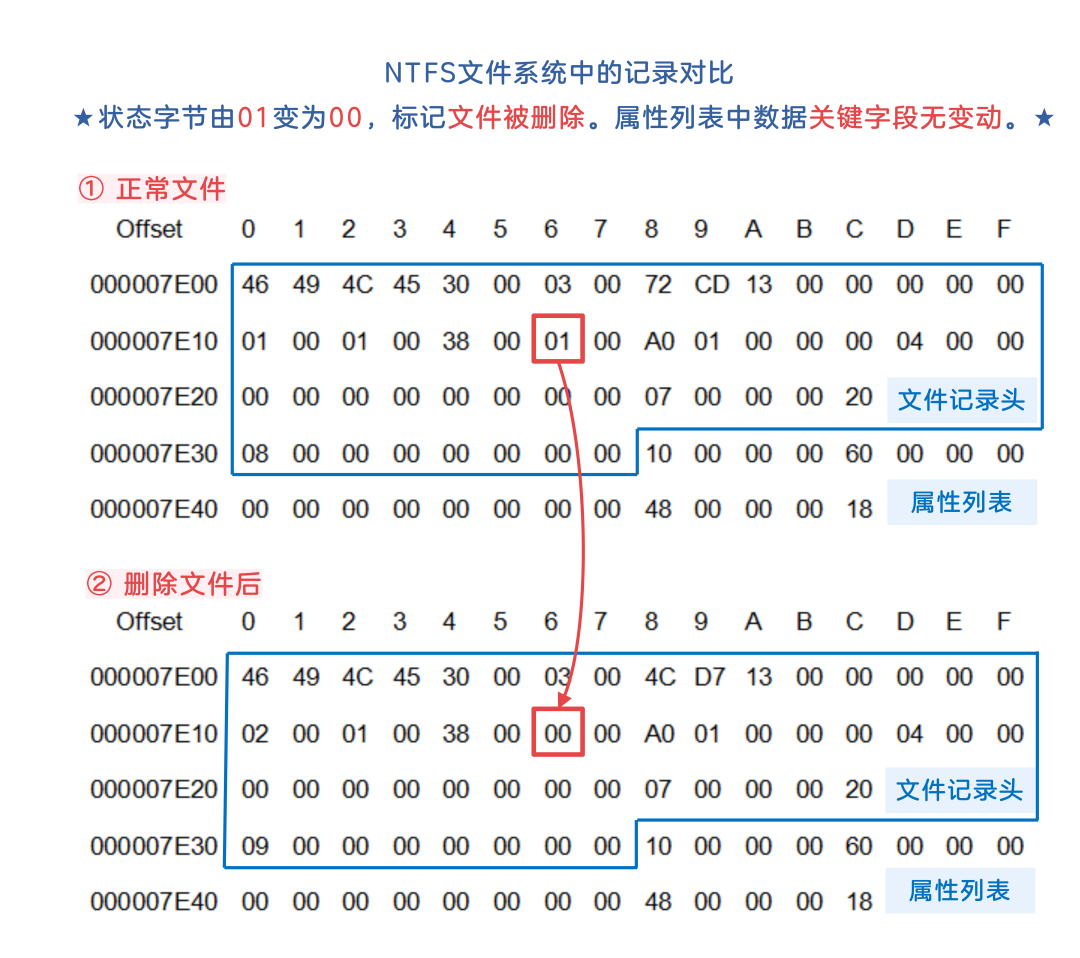 NTFS文件系统中的记录对比
★状态字节由01变为00，标记文件被删除。属性列表中数据关键字段无变动。★
① 正常文件
Offset 0 1 2 3 4 5 6 7 8 9 A B C D E F
000007E00 46 49 4C 45 30 00 03 00 72 CD 13 00 00 00 00 00
000007E10 01 00 01 00 38 00 01 00 A0 01 00 00 00 04 00 00
000007E20 00 00 00 00 00 00 00 00 07 00 00 00 20 文件记录头
000007E30 08 00 00 00 00 00 00 00 10 00 00 00 60 00 00 00
000007E40 00 00 00 00 00 00 00 00 48 00 00 00 18 属性列表
② 删除文件后
Offset 0 1 2 3 4 5 6 7 8 9 A B C D E F
000007E00 46 49 4C 45 30 00 03 00 4C D7 13 00 00 00 00 00
000007E10 02 00 01 00 38 00 00 00 A0 01 00 00 00 04 00 00
000007E20 00 00 00 00 00 00 00 00 07 00 00 00 20 文件记录头
000007E30 09 00 00 00 00 00 00 00 10 00 00 00 60 00 00 00
000007E40 00 00 00 00 00 00 00 00 48 00 00 00 18 属性列表